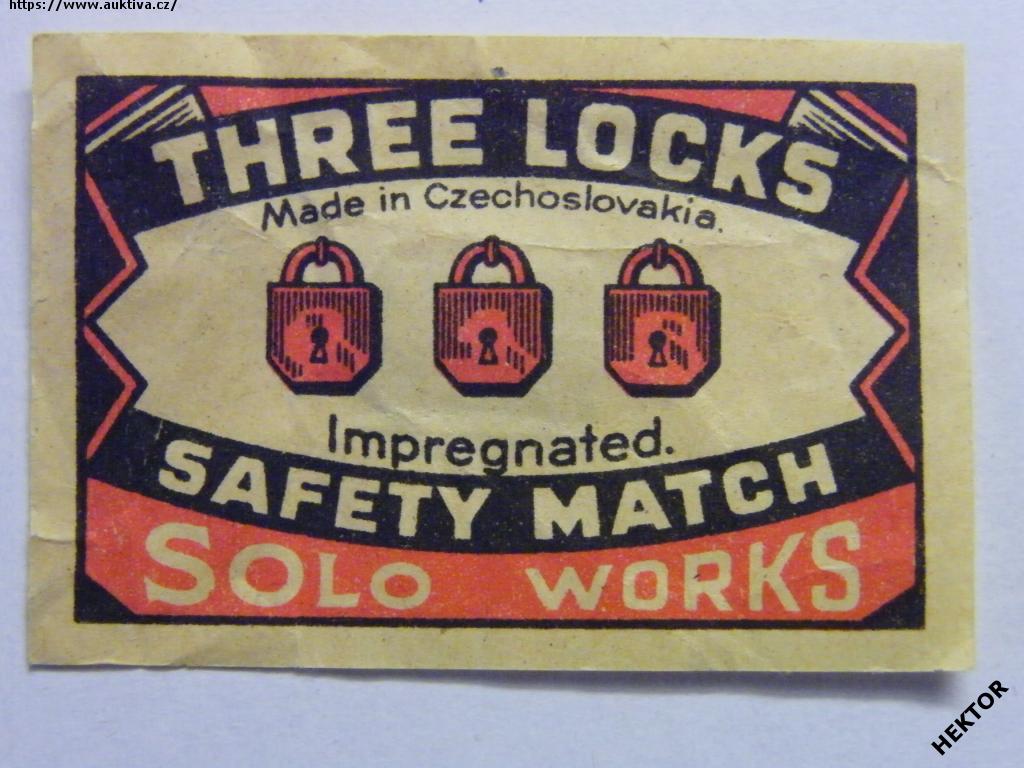 https://www.auktiva.cz/
THREE LOCKS
Made in Czechoslovakia.
Impregnated.
SAFETY MATCH
SOLO WORKS
HEKTOR